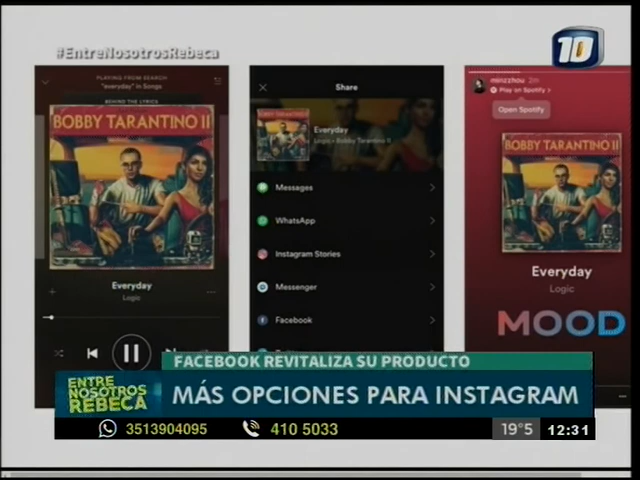 #EntreNosotrosRebeca
10
PLAYING FROM SEARCH
"everyday" in Songs
BEHIND THE LYRICS
BOBBY TARANTINO II
Everyday
Logic
Share
Everyday
Logic • Bobby Tarantino II
Messages
WhatsApp
Instagram Stories
Messenger
Facebook
minzzhou 2m
Play on Spotify >
Open Spotify
BOBBY TARANTINO II
Everyday
Logic
MOOD
FACEBOOK REVITALIZA SU PRODUCTO
ENTRE NOSOTROS REBECA
MÁS OPCIONES PARA INSTAGRAM
3513904095
410 5033
19°5
12:31